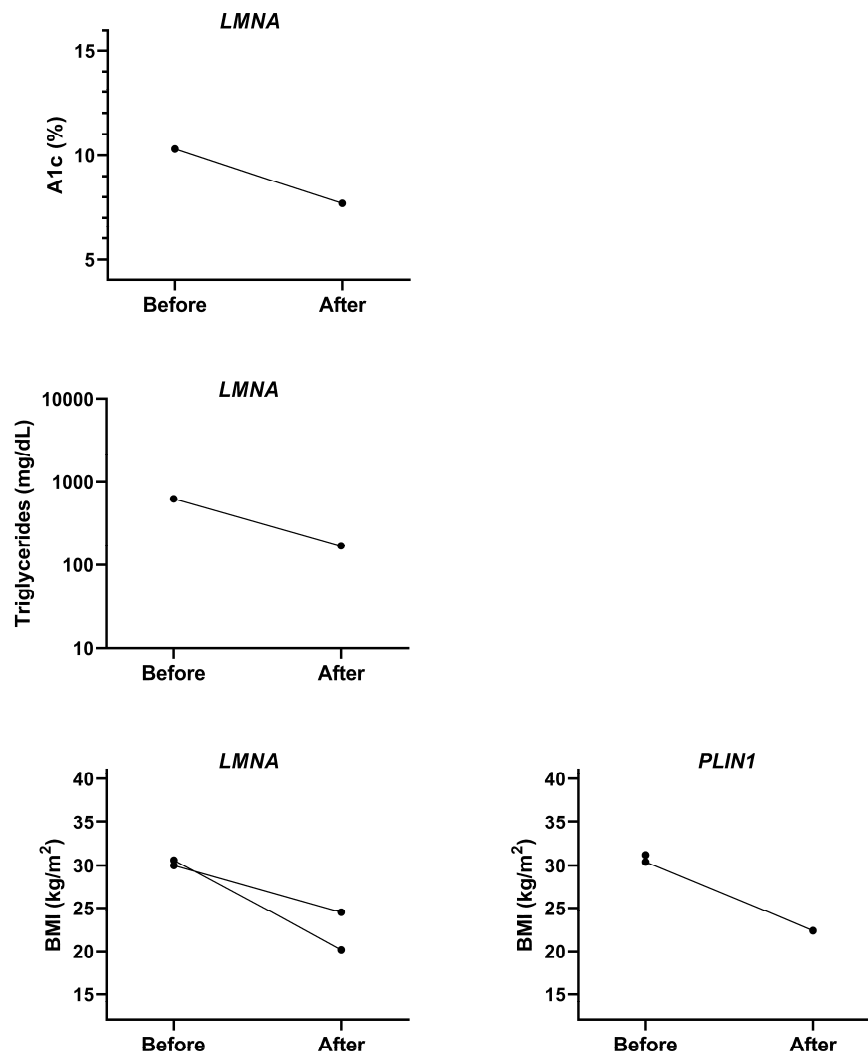 LMNA
A1c (%)
15
10
5
Before After
LMNA
Triglycerides (mg/dL)
10000
1000
100
10
Before After
LMNA
BMI (kg/m²)
40
35
30
25
20
15
Before After
PLIN1
BMI (kg/m²)
40
35
30
25
20
15
Before After